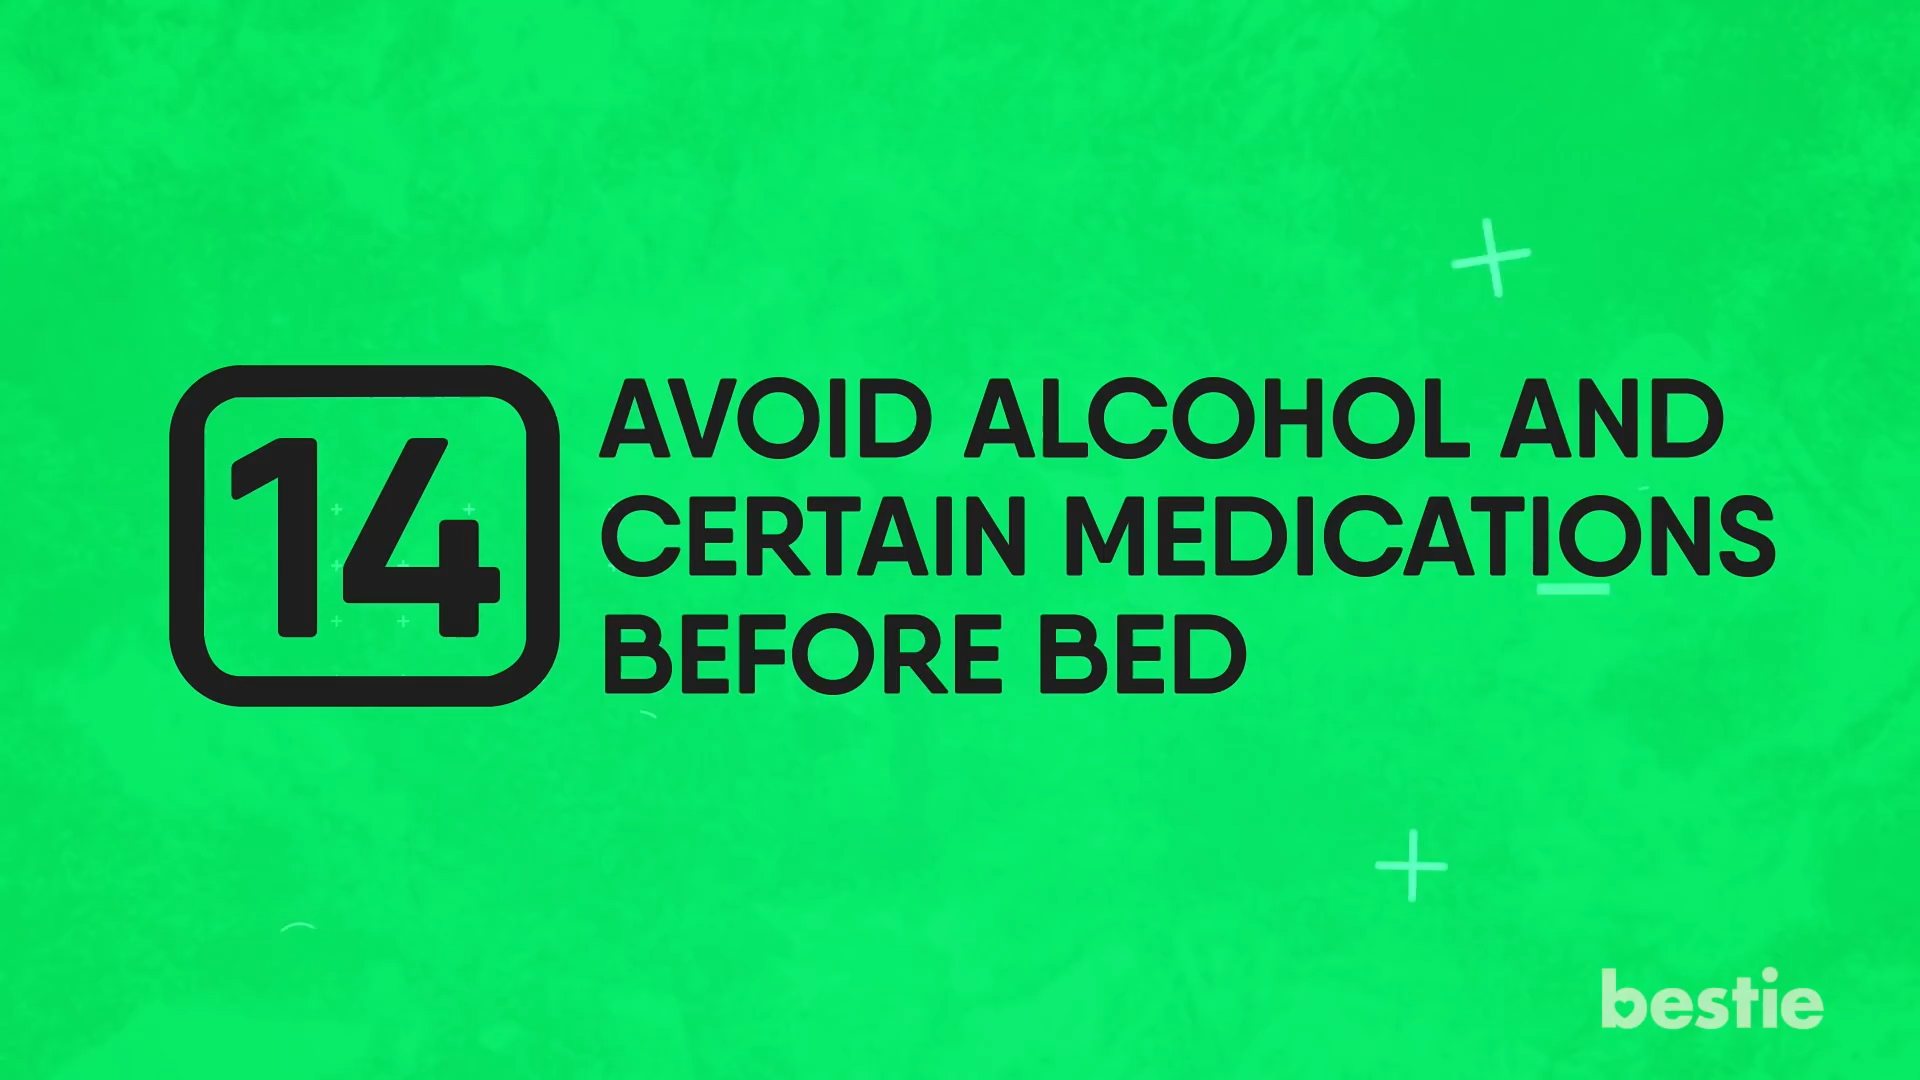 14
AVOID ALCOHOL AND
CERTAIN MEDICATIONS
BEFORE BED
bestie